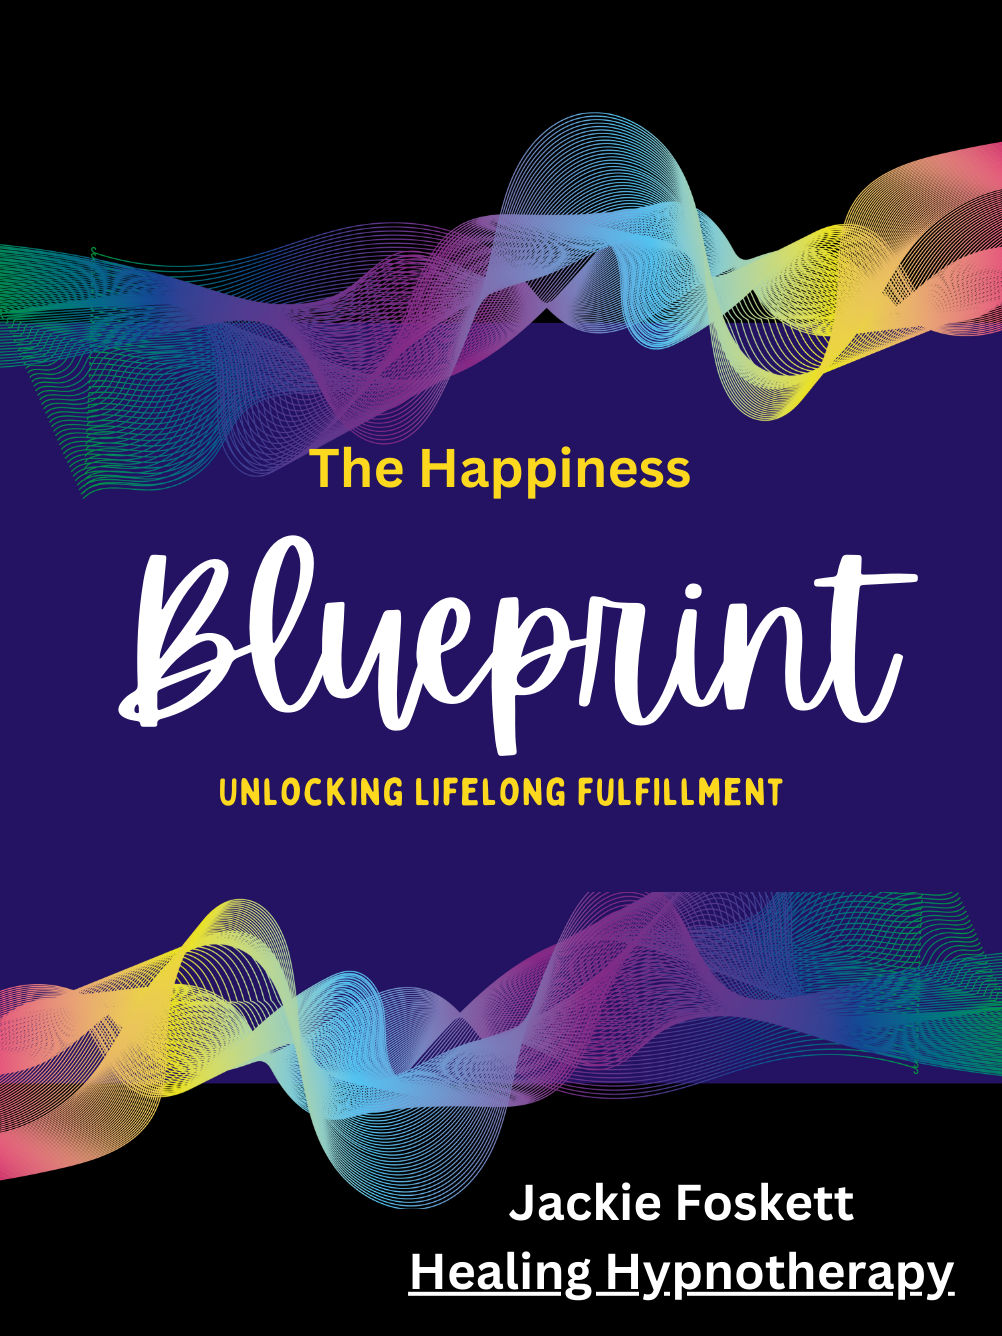 The Happiness
Blueprint
UNLOCKING LIFELONG FULFILLMENT
Jackie Foskett
Healing Hypnotherapy